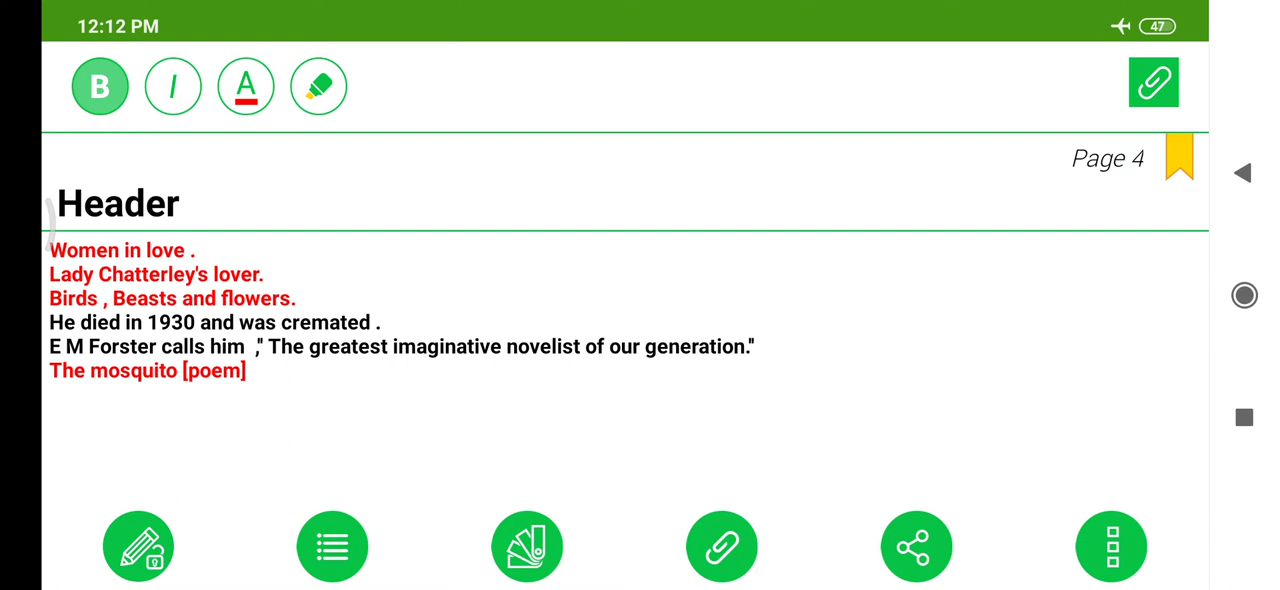 12:12 PM
47
B
I
A
Page 4
Header
Women in love .
Lady Chatterley's lover.
Birds , Beasts and flowers.
He died in 1930 and was cremated .
E M Forster calls him  ," The greatest imaginative novelist of our generation."
The mosquito [poem]